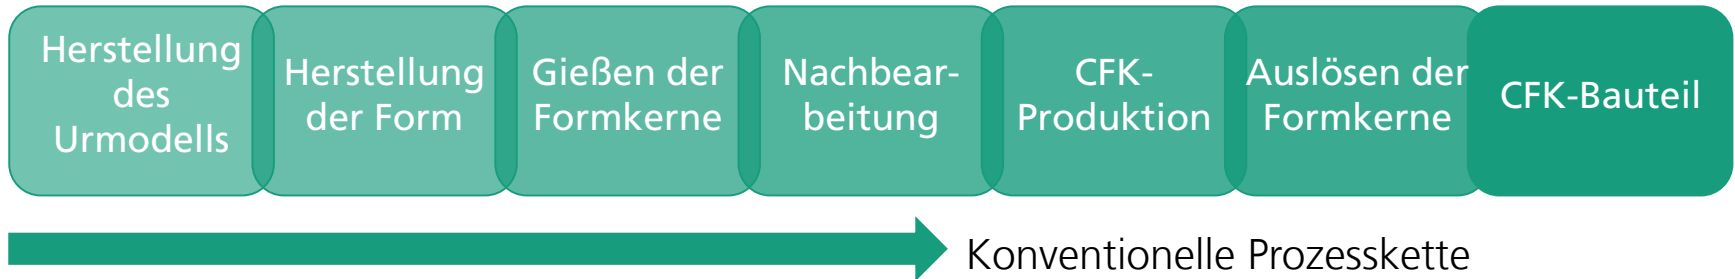 Herstellung
des
Urmodells
Herstellung
der Form
Gießen der
Formkerne
Nachbear-
beitung
CFK-
Produktion
Auslösen der
Formkerne
CFK-Bauteil
Konventionelle Prozesskette